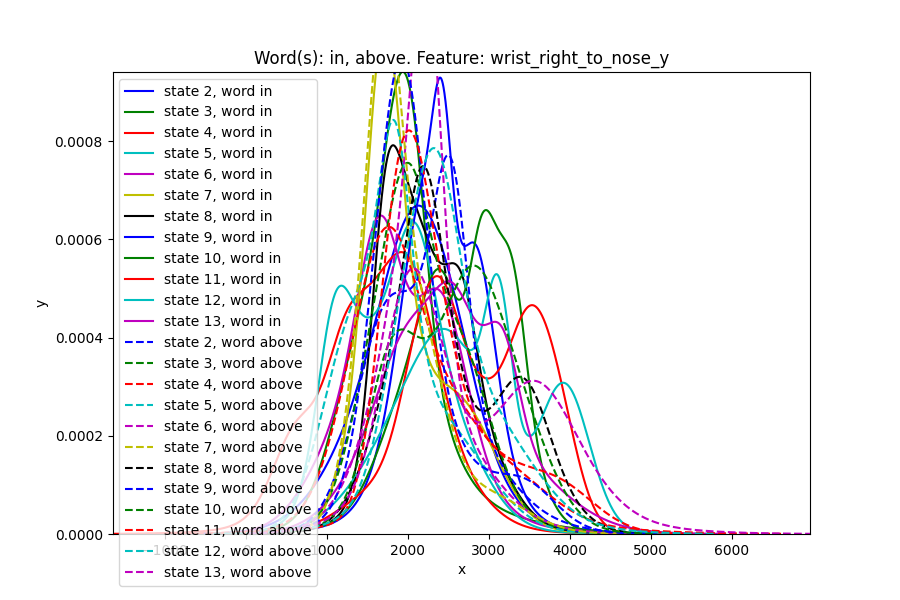 Word(s): in, above. Feature: wrist_right_to_nose_y
0.0008
0.0006
0.0004
0.0002
0.0000
y
state 2, word in
state 3, word in
state 4, word in
state 5, word in
state 6, word in
state 7, word in
state 8, word in
state 9, word in
state 10, word in
state 11, word in
state 12, word in
state 13, word in
state 2, word above
state 3, word above
state 4, word above
state 5, word above
state 6, word above
state 7, word above
state 8, word above
state 9, word above
state 10, word above
state 11, word above
state 12, word above
state 13, word above
1000 2000 3000 4000 5000 6000
x